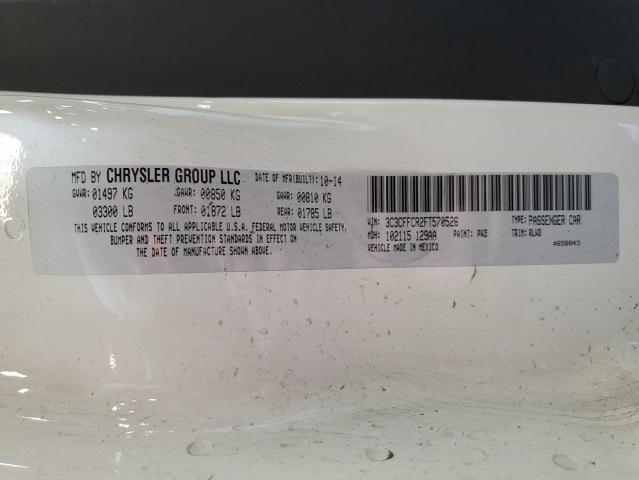 MFD BY CHRYSLER GROUP LLC DATE OF MFR(BUILT): 10-14
GVWR: 01497 KG GAWR: 00850 KG GAWR: 00810 KG
03300 LB FRONT: 01872 LB REAR: 01785 LB
THIS VEHICLE CONFORMS TO ALL APPLICABLE U.S.A. FEDERAL MOTOR VEHICLE SAFETY,
BUMPER AND THEFT PREVENTION STANDARDS IN EFFECT ON
THE DATE OF MANUFACTURE SHOWN ABOVE.
VIN: 3C3CFFCR2FT570526 TYPE: PASSENGER CAR
MDH: 102115 129AA PAINT: PW3 TRIM: RLWD
VEHICLE MADE IN MEXICO 4658843